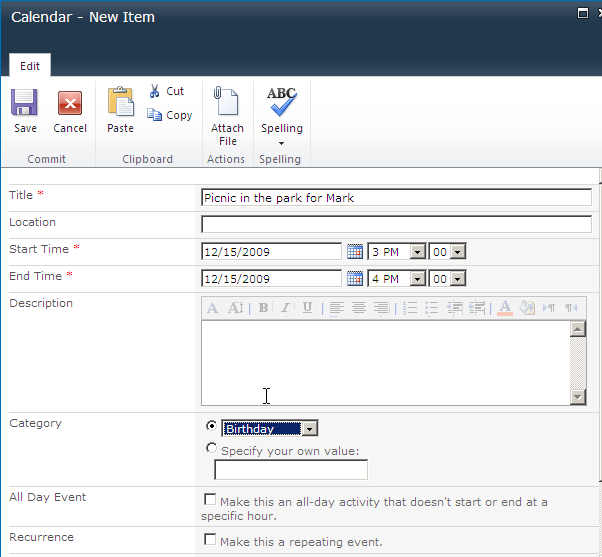 Calendar - New Item
Edit
Save
Cancel
Paste
Cut
Copy
Attach File
ABC
Spelling
Commit
Clipboard
Actions
Spelling
Title *
Picnic in the park for Mark
Location
Start Time *
12/15/2009
3 PM
00
End Time *
12/15/2009
4 PM
00
Description
A A B I U A
Category
Birthday
Specify your own value:
All Day Event
Make this an all-day activity that doesn't start or end at a
specific hour.
Recurrence
Make this a repeating event.